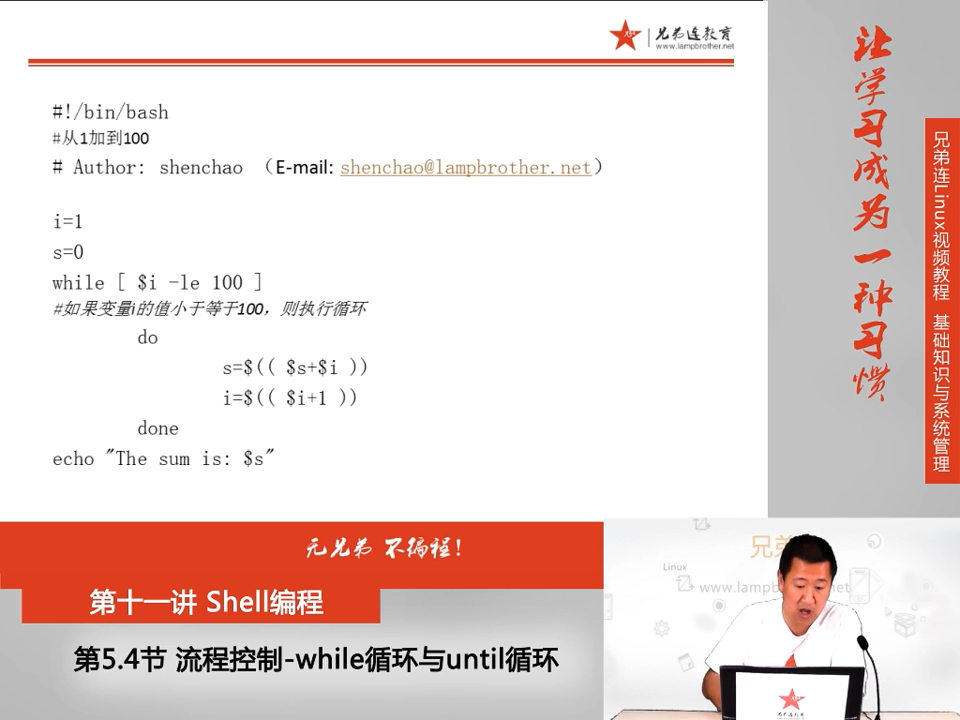 兄弟连教育
www.lampbrother.net
#!/bin/bash
#从1加到100
# Author: shenchao （E-mail: shenchao@lampbrother.net）
i=1
s=0
while [ $i -le 100 ]
#如果变量i的值小于等于100，则执行循环
do
s=$(( $s+$i ))
i=$(( $i+1 ))
done
echo "The sum is: $s"
让学习成为一种习惯
兄弟连Linux视频教程 基础知识与系统管理
无兄弟 不编程!
第十一讲 Shell编程
第5.4节 流程控制-while循环与until循环
Linux
兄弟连